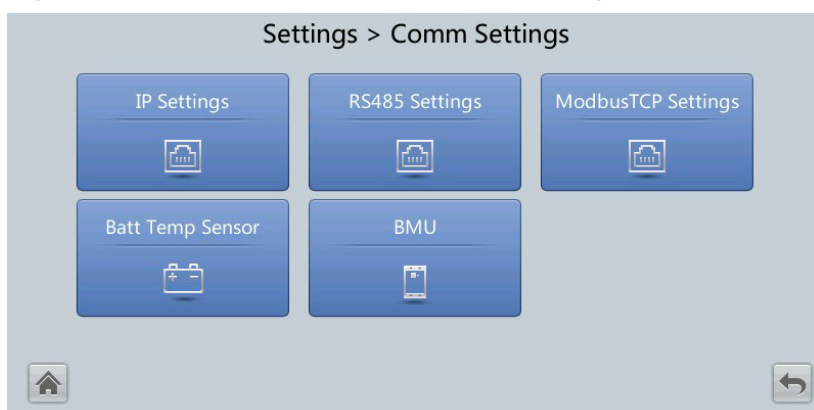 Settings > Comm Settings
IP Settings
RS485 Settings
ModbusTCP Settings
Batt Temp Sensor
BMU